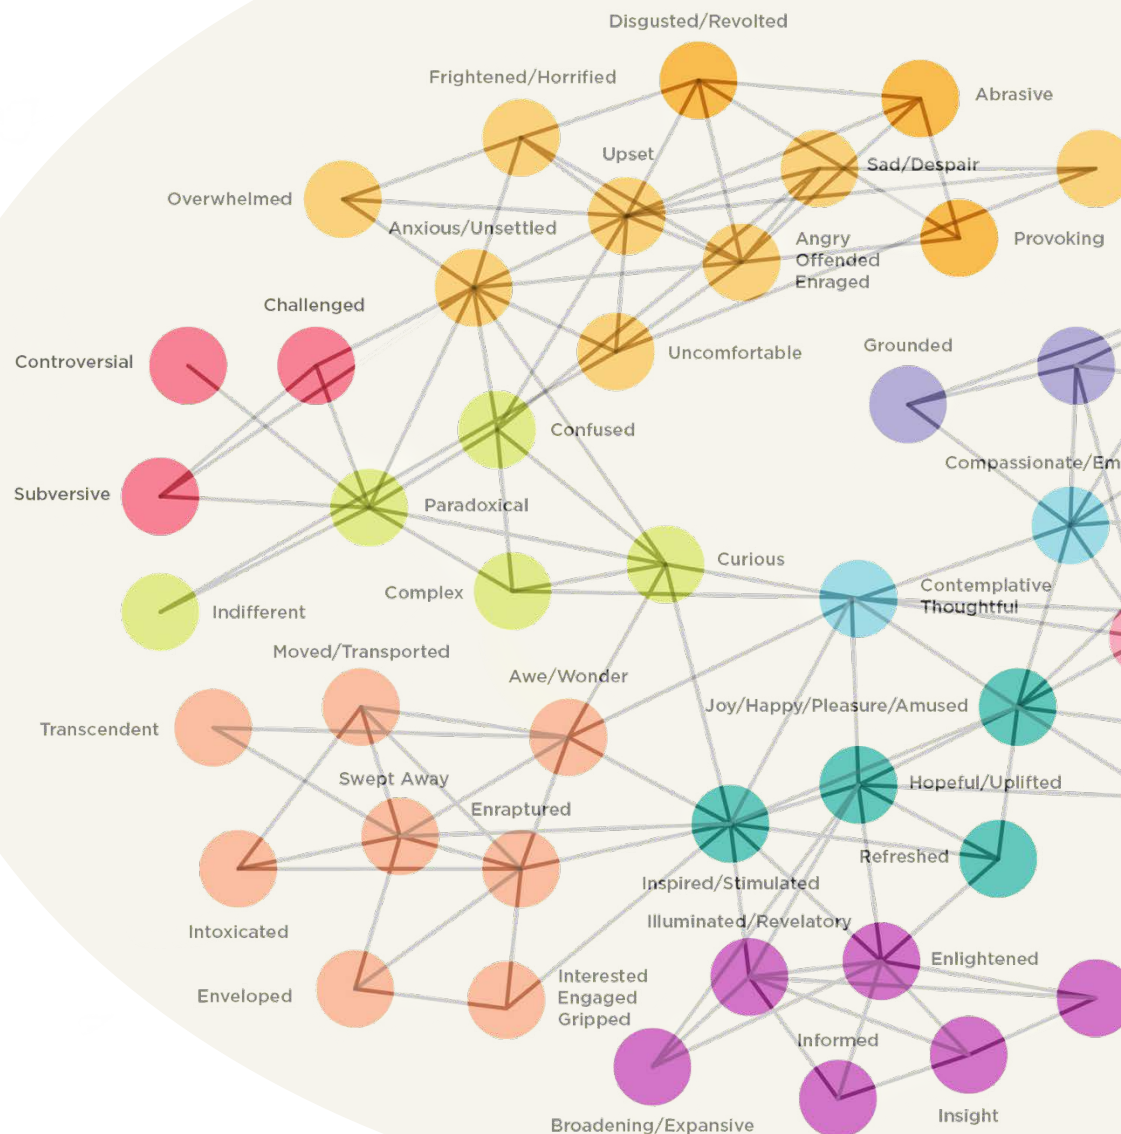 Disgusted/Revolted
Frightened/Horrified
Abrasive
Upset
Sad/Despair
Overwhelmed
Anxious/Unsettled
Angry
Offended
Enraged
Provoking
Challenged
Controversial
Uncomfortable
Grounded
Confused
Compassionate/Em
Subversive
Paradoxical
Curious
Complex
Contemplative
Thoughtful
Indifferent
Moved/Transported
Awe/Wonder
Joy/Happy/Pleasure/Amused
Transcendent
Swept Away
Hopeful/Uplifted
Enraptured
Refreshed
Inspired/Stimulated
Illuminated/Revelatory
Intoxicated
Enlightened
Interested
Engaged
Gripped
Enveloped
Informed
Insight
Broadening/Expansive